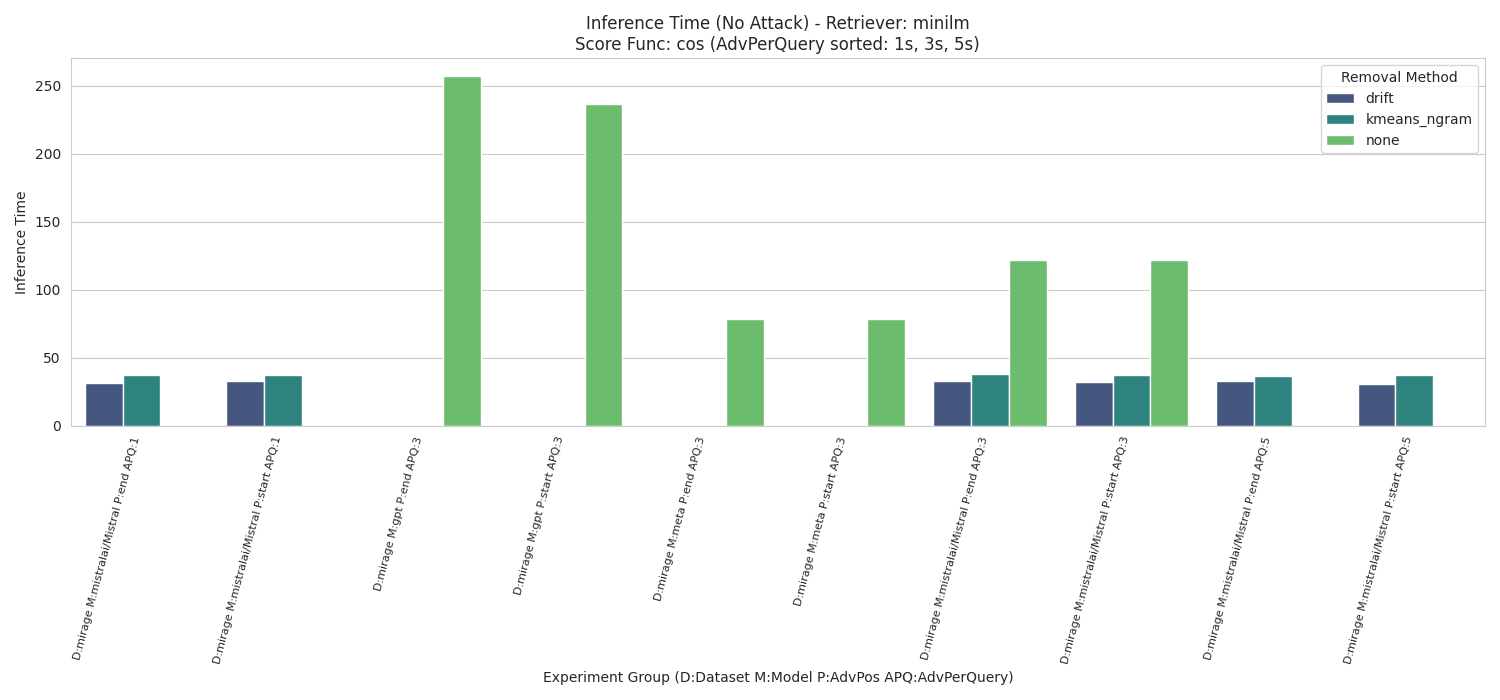 Inference Time (No Attack) - Retriever: minilm
Score Func: cos (AdvPerQuery sorted: 1s, 3s, 5s)
Removal Method
drift
kmeans_ngram
none
Inference Time
250
200
150
100
50
0
D:mirage M:mistralai/Mistral P:end APQ:1
D:mirage M:mistralai/Mistral P:start APQ:1
D:mirage M:gpt P:end APQ:3
D:mirage M:gpt P:start APQ:3
D:mirage M:meta P:end APQ:3
D:mirage M:meta P:start APQ:3
D:mirage M:mistralai/Mistral P:end APQ:3
D:mirage M:mistralai/Mistral P:start APQ:3
D:mirage M:mistralai/Mistral P:end APQ:5
D:mirage M:mistralai/Mistral P:start APQ:5
Experiment Group (D:Dataset M:Model P:AdvPos APQ:AdvPerQuery)